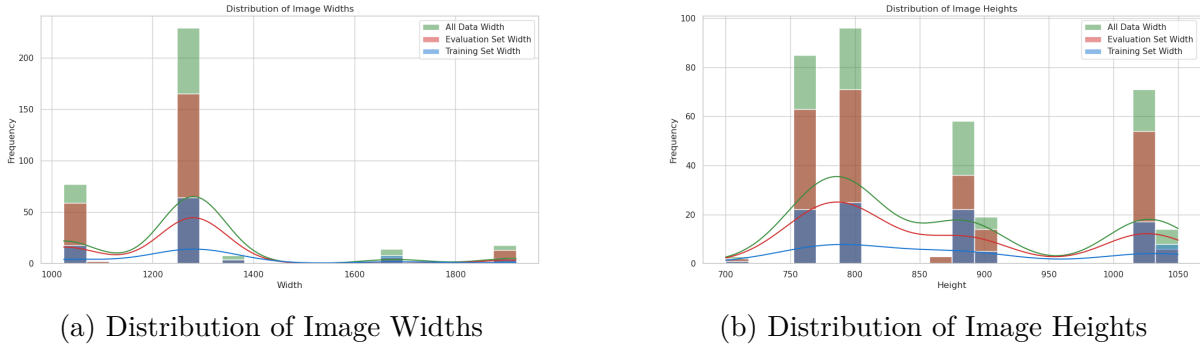 Distribution of Image Widths
All Data Width
Evaluation Set Width
Training Set Width
Frequency
200
150
100
50
0
1000 1200 1400 1600 1800
Width
(a) Distribution of Image Widths
Distribution of Image Heights
All Data Width
Evaluation Set Width
Training Set Width
Frequency
100
80
60
40
20
0
700 750 800 850 900 950 1000 1050
Height
(b) Distribution of Image Heights